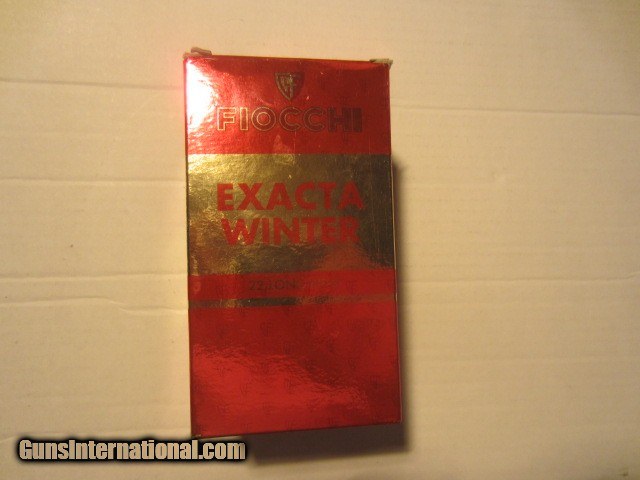 FIOCCHI
EXACTA
WINTER
GunsInternational.com